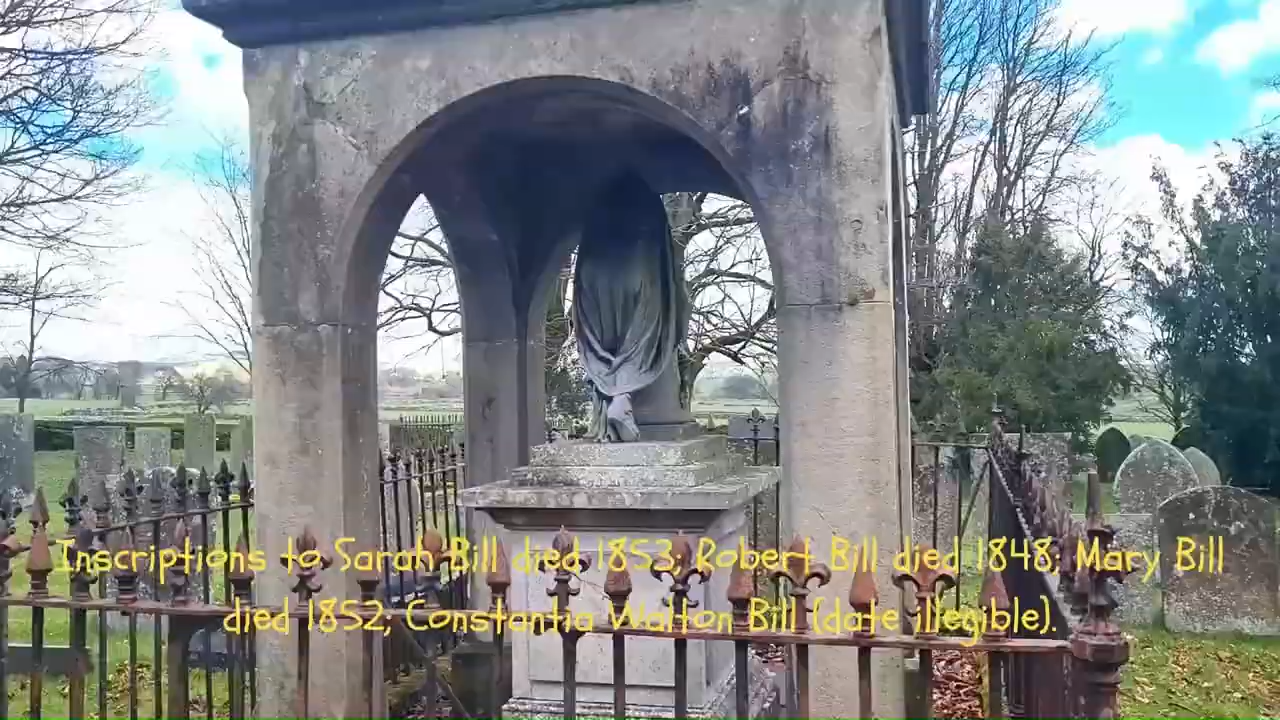 Inscriptions to Sarah Bill died 1853; Robert Bill died 1848; Mary Bill
died 1852; Constantia Walton Bill (date illegible).